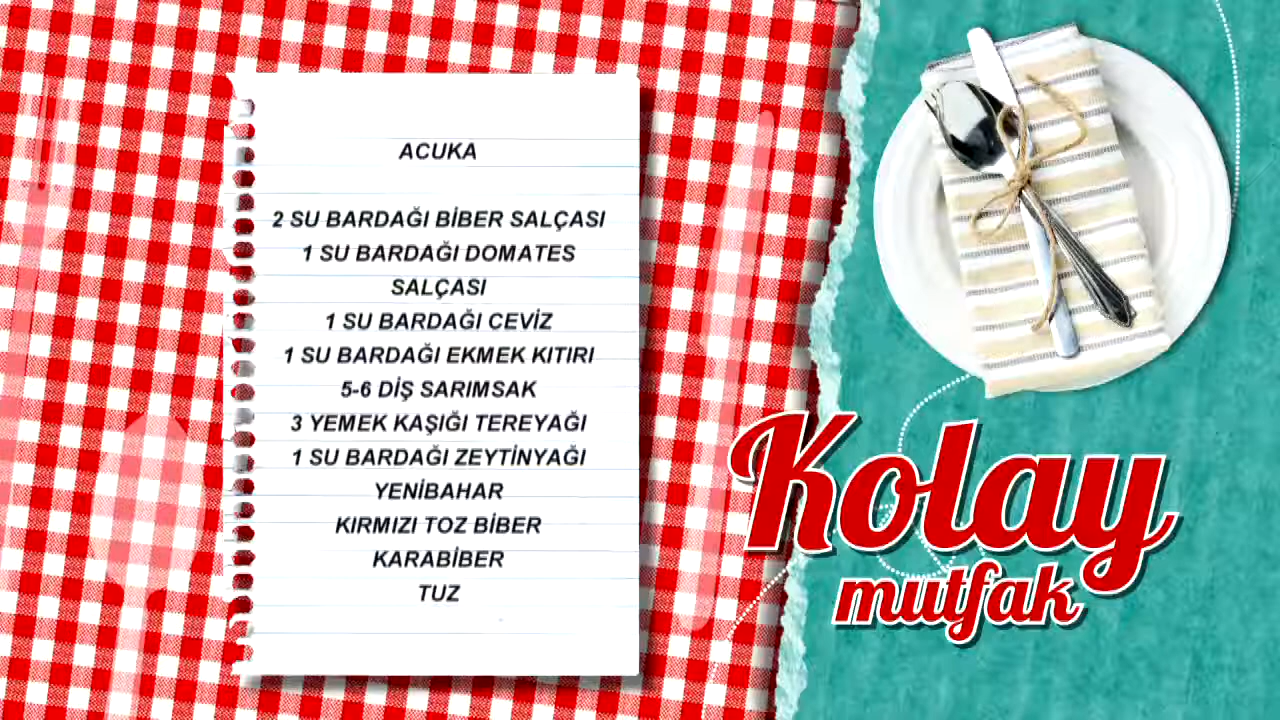 ACUKA
2 SU BARDAĞI BİBER SALÇASI
1 SU BARDAĞI DOMATES
SALÇASI
1 SU BARDAĞI CEVİZ
1 SU BARDAĞI EKMEK KITIRI
5-6 DİŞ SARIMSAK
3 YEMEK KAŞIĞI TEREYAĞI
1 SU BARDAĞI ZEYTİNYAĞI
YENİBAHAR
KIRMIZI TOZ BİBER
KARABİBER
TUZ
Kolay
mutfak